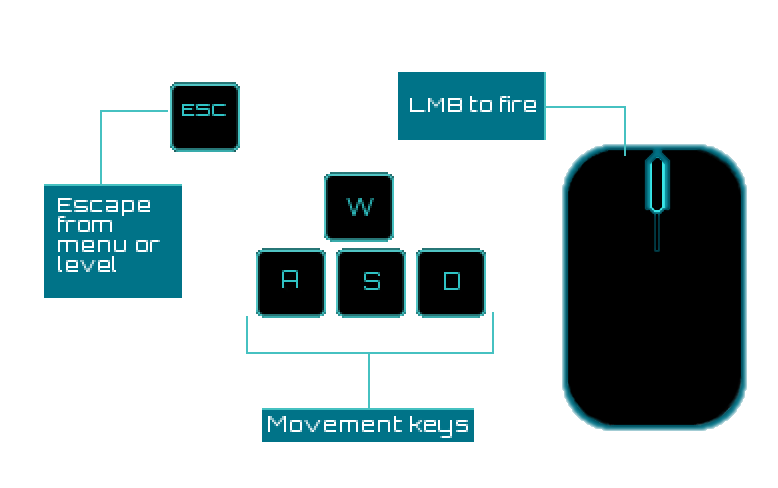 LMB to fire
ESC
Escape
from
menu or
level
W
A S D
Movement keys